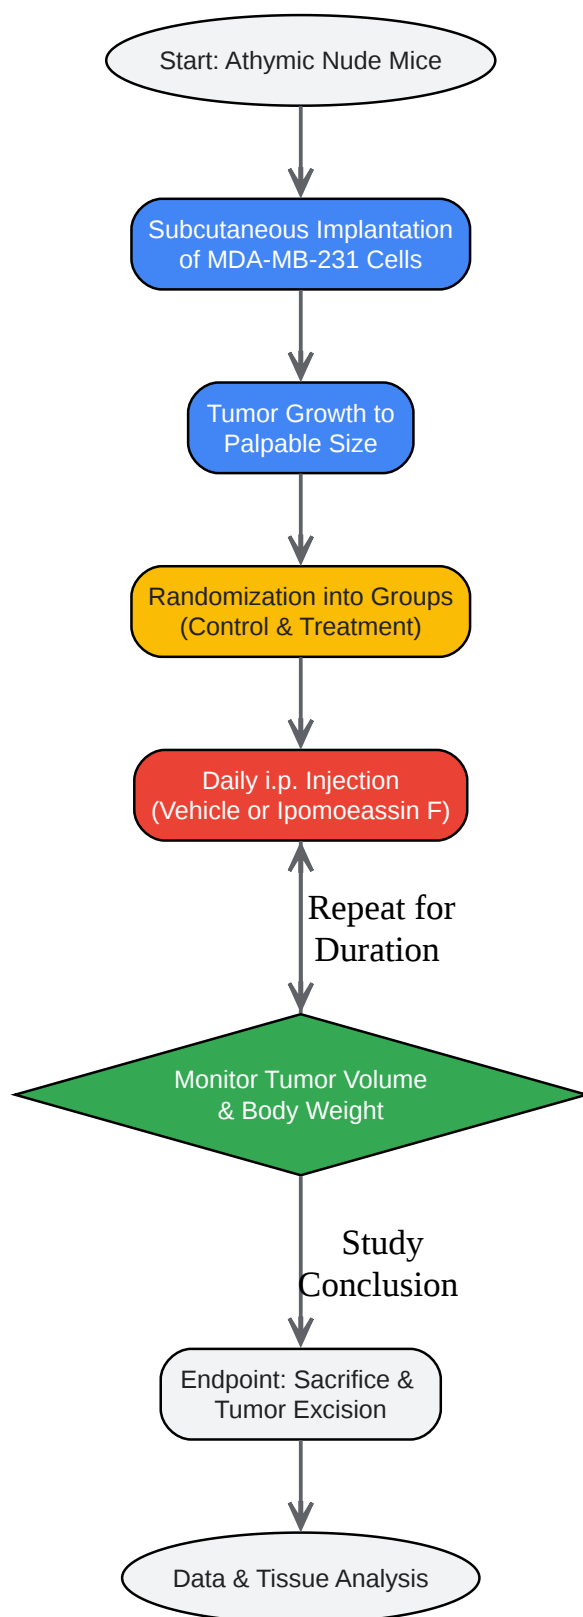 Start: Athymic Nude Mice
Subcutaneous Implantation
of MDA-MB-231 Cells
Tumor Growth to
Palpable Size
Randomization into Groups
(Control & Treatment)
Daily i.p. Injection
(Vehicle or Ipomoeassin F)
Repeat for
Duration
Monitor Tumor Volume
& Body Weight
Study
Conclusion
Endpoint: Sacrifice &
Tumor Excision
Data & Tissue Analysis